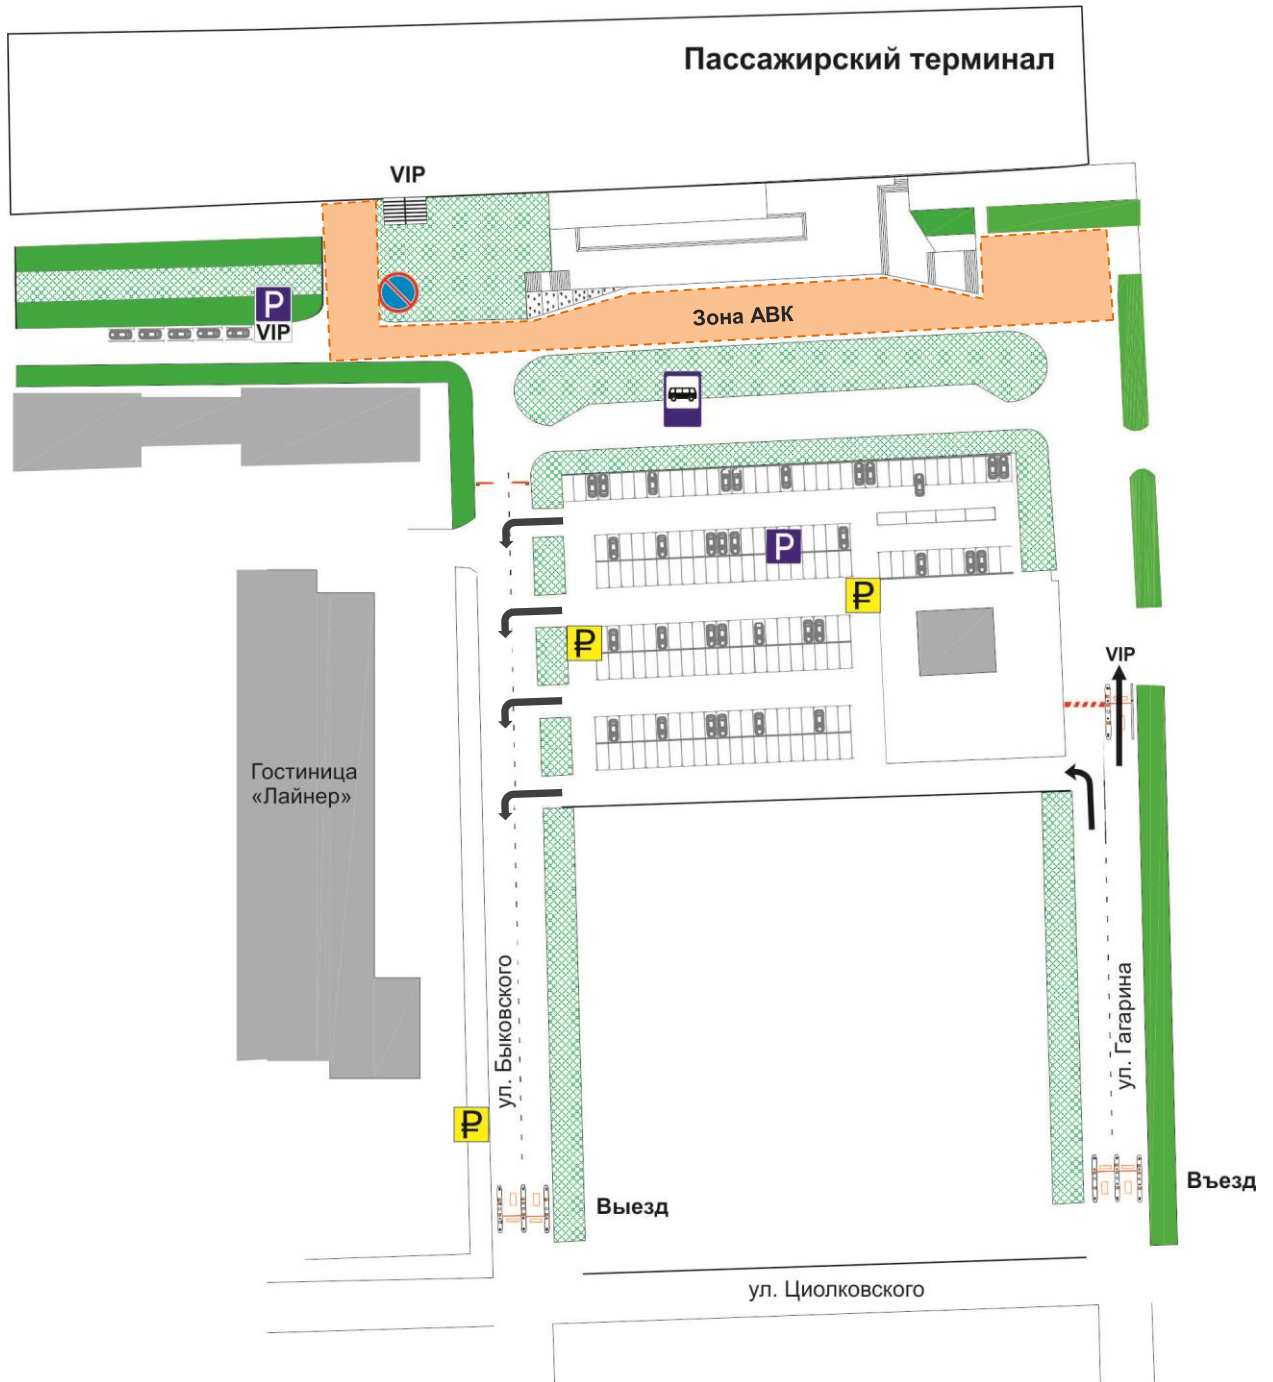 Пассажирский терминал
VIP
P
VIP
Зона АВК
P
₽
₽
VIP
Гостиница
«Лайнер»
ул. Быковского
ул. Гагарина
₽
Въезд
Выезд
ул. Циолковского